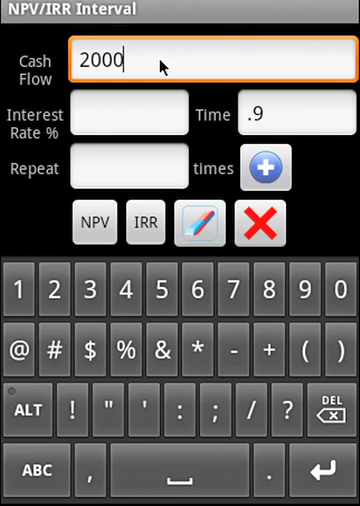 NPV/IRR Interval
Cash Flow 2000
Interest Rate % Time .9
Repeat times
NPV IRR
1 2 3 4 5 6 7 8 9 0
@ # $ % & * - + ( )
ALT ! " ' : ; / ? DEL
ABC , .